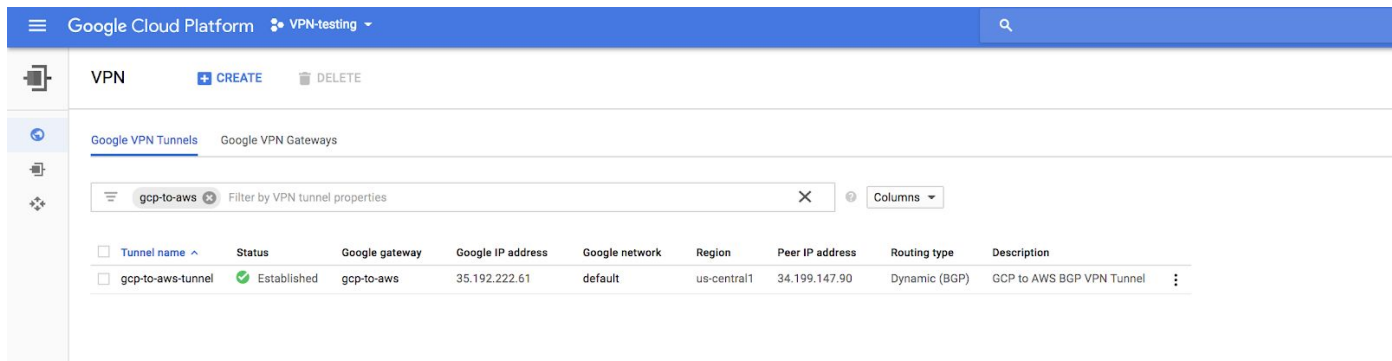 Google Cloud Platform VPN-testing
VPN CREATE DELETE
Google VPN Tunnels Google VPN Gateways
gcp-to-aws Filter by VPN tunnel properties Columns
Tunnel name Status Google gateway Google IP address Google network Region Peer IP address Routing type Description
gcp-to-aws-tunnel Established gcp-to-aws 35.192.222.61 default us-central1 34.199.147.90 Dynamic (BGP) GCP to AWS BGP VPN Tunnel